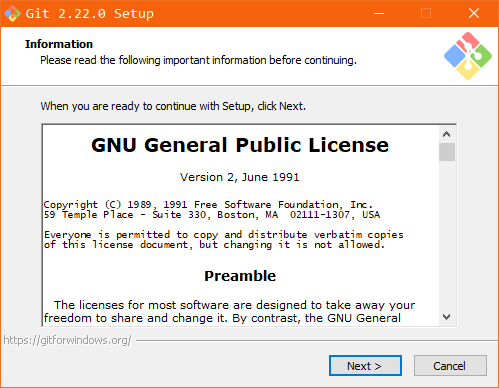 Git 2.22.0 Setup
Information
Please read the following important information before continuing.
When you are ready to continue with Setup, click Next.
GNU General Public License
Version 2, June 1991
Copyright (C) 1989, 1991 Free Software Foundation, Inc.
59 Temple Place - Suite 330, Boston, MA  02111-1307, USA
Everyone is permitted to copy and distribute verbatim copies
of this license document, but changing it is not allowed.
Preamble
The licenses for most software are designed to take away your
freedom to share and change it. By contrast, the GNU General
https://gitforwindows.org/
Next >
Cancel